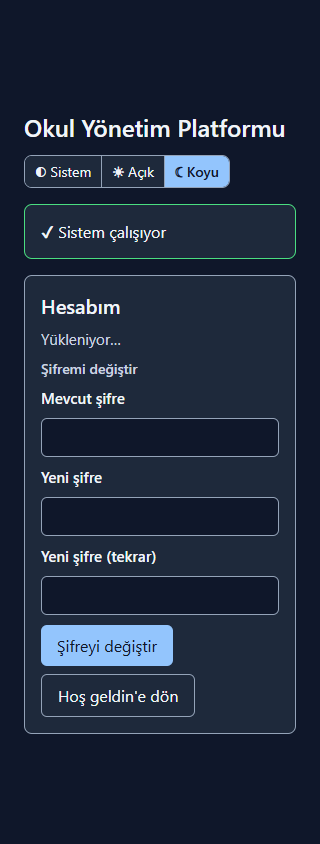 Okul Yönetim Platformu
◐ Sistem ☀ Açık ☾ Koyu
✓ Sistem çalışıyor
Hesabım
Yükleniyor...
Şifremi değiştir
Mevcut şifre
Yeni şifre
Yeni şifre (tekrar)
Şifreyi değiştir
Hoş geldin'e dön